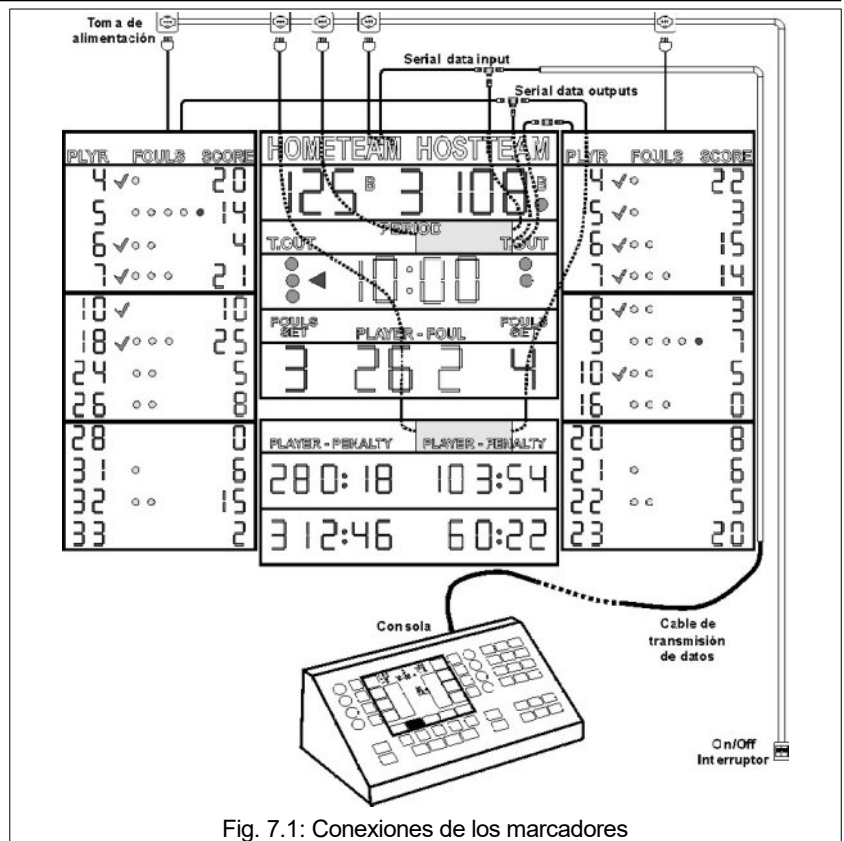 Toma de
alimentación
Serial data input
Serial data outputs
PLYR FOULS SCORE
4 20
5 14
6 4
7 21
10 10
18 25
24 5
26 8
28 0
31 6
32 15
33 2
HOMETEAM HOSTTEAM
125 B 3 108 B
PERIOD
T.OUT T.OUT
10:00
FOULS SET PLAYER - FOUL FOULS SET
3 26 2 4
PLAYER - PENALTY PLAYER - PENALTY
280:18 103:54
312:46 60:22
PLYR FOULS SCORE
4 22
5 3
6 15
7 14
8 3
9 7
10 5
16 0
20 8
21 6
22 5
23 20
Consola
Cable de
transmisión
de datos
On/Off
Interruptor
Fig. 7.1: Conexiones de los marcadores